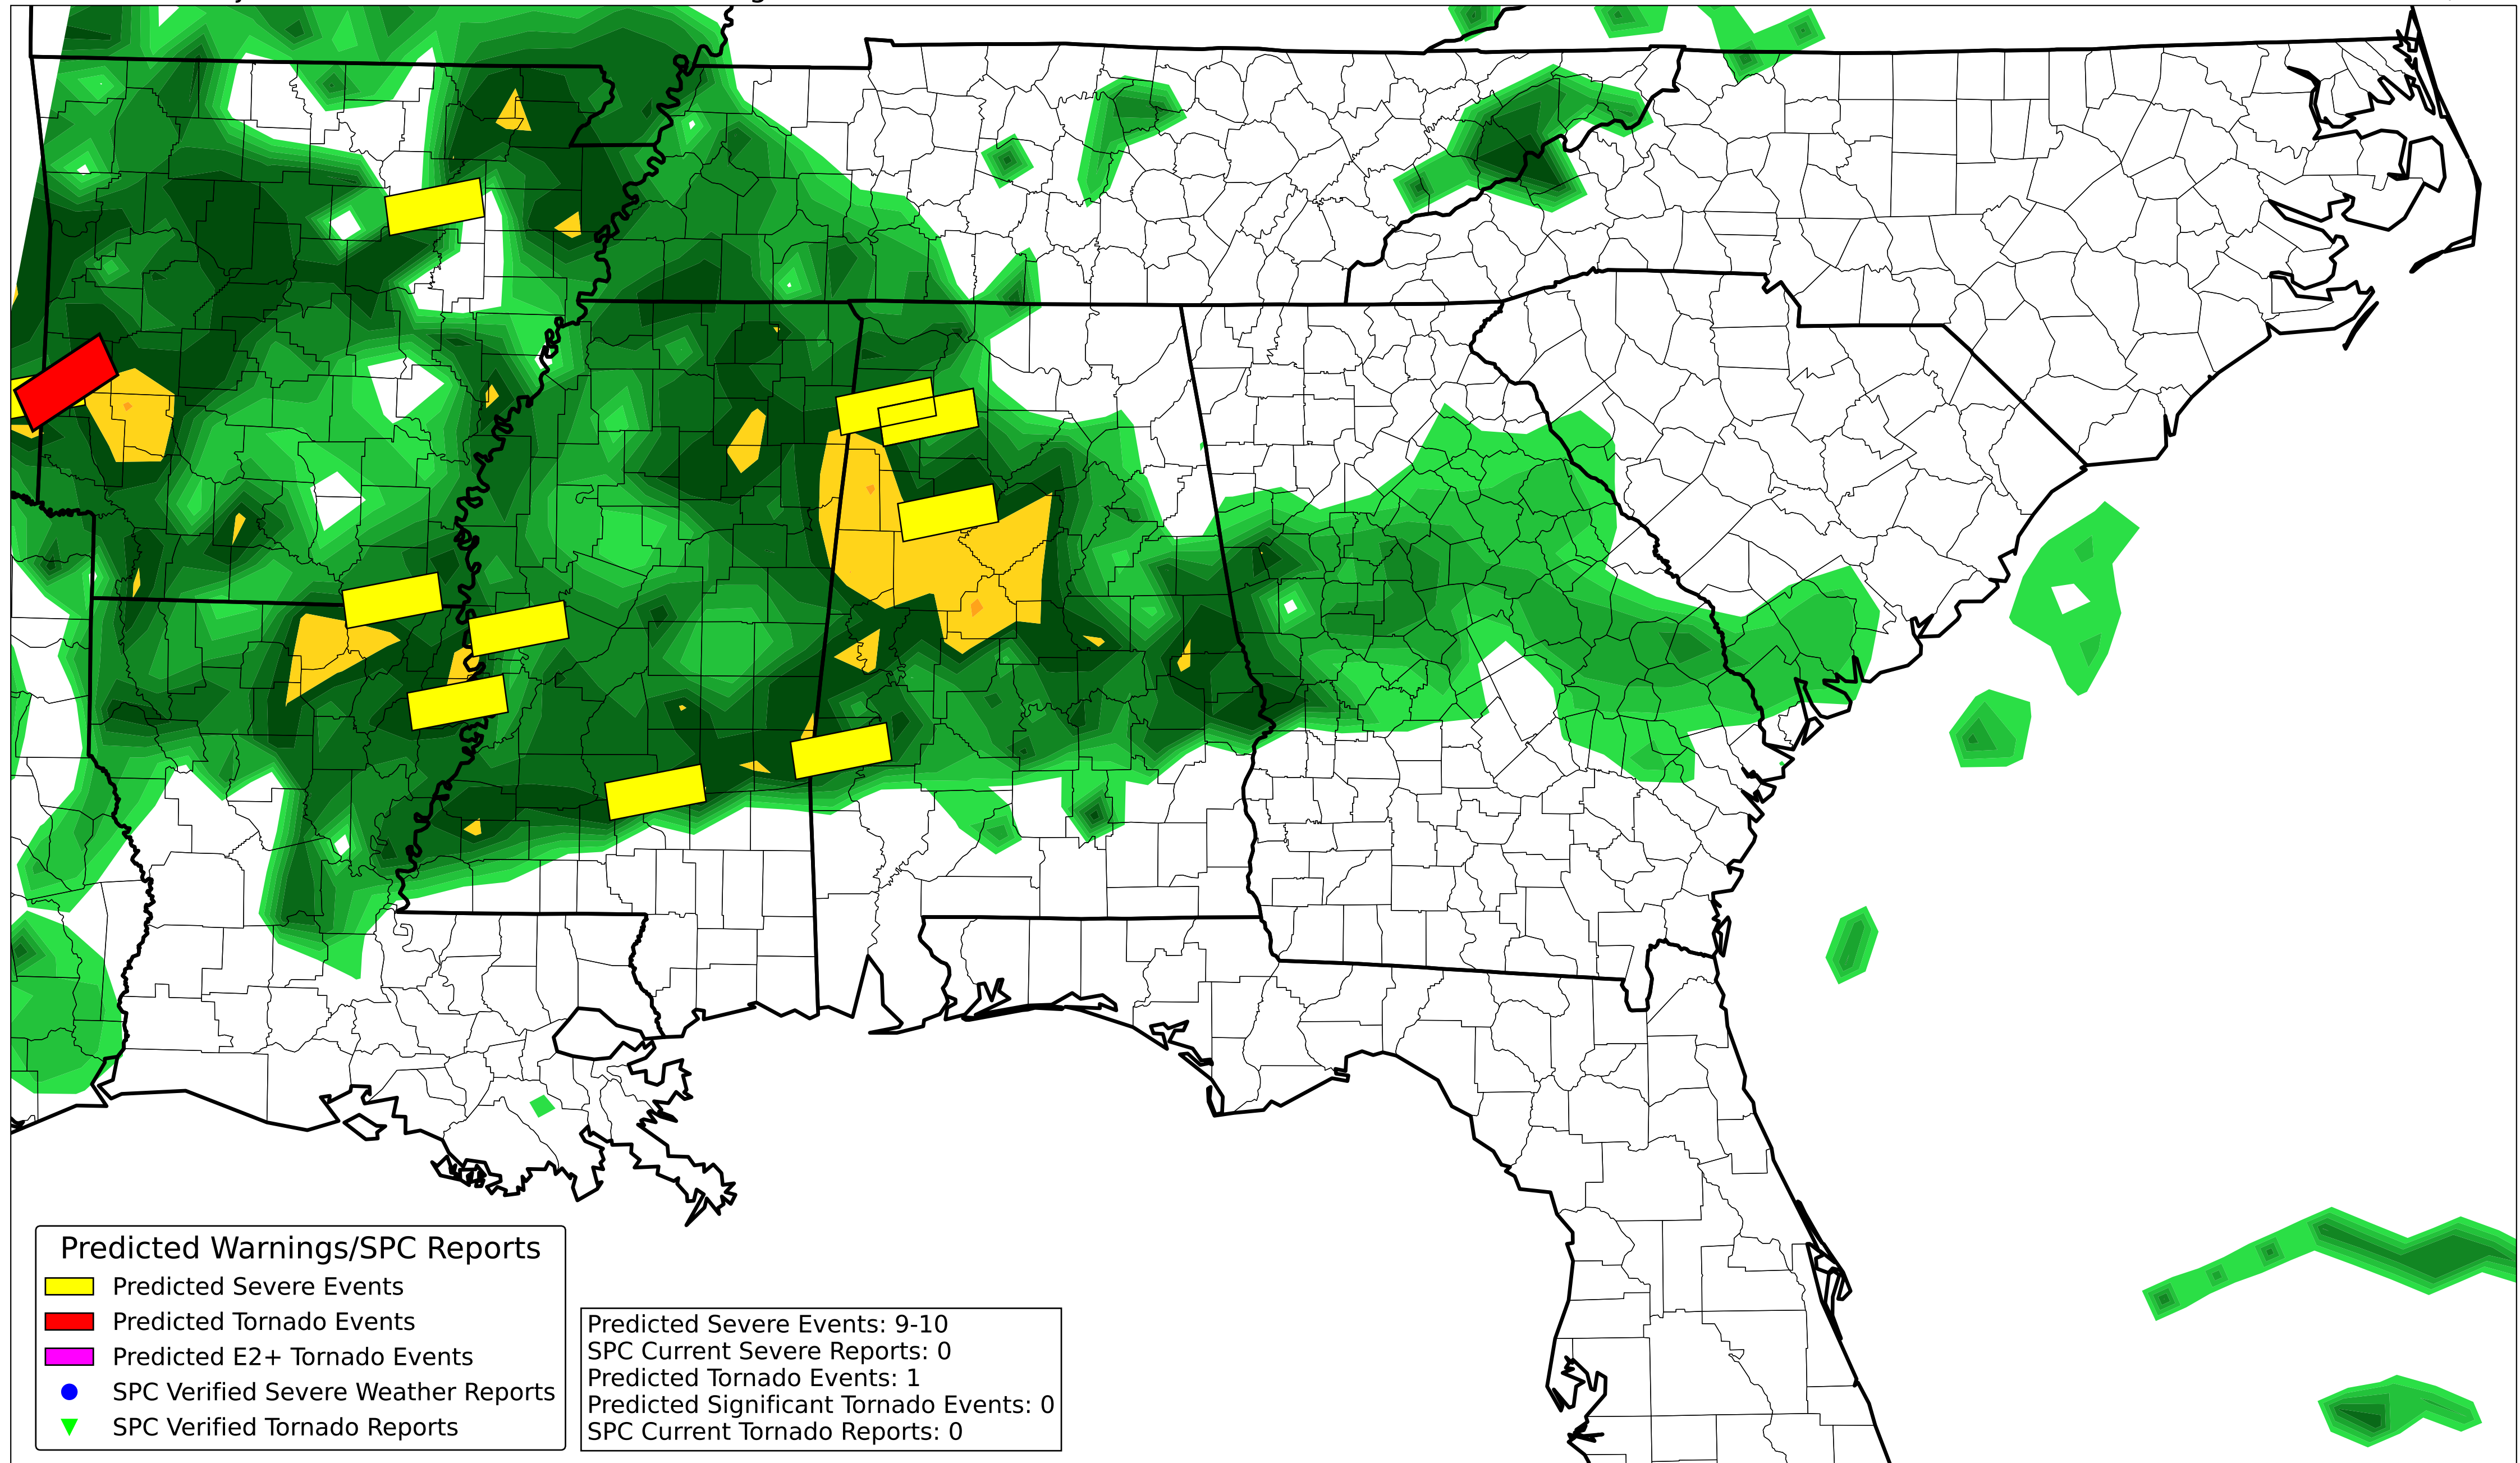 Predicted Warnings/SPC Reports
Predicted Severe Events
Predicted Tornado Events
Predicted E2+ Tornado Events
SPC Verified Severe Weather Reports
SPC Verified Tornado Reports
Predicted Severe Events: 9-10
SPC Current Severe Reports: 0
Predicted Tornado Events: 1
Predicted Significant Tornado Events: 0
SPC Current Tornado Reports: 0